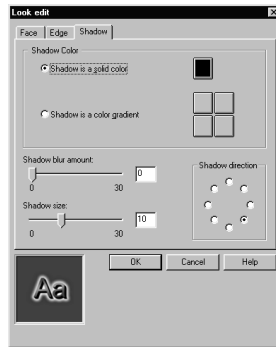 Look edit
Face Edge Shadow
Shadow Color
Shadow is a solid color
Shadow is a color gradient
Shadow blur amount:
0
0 30
Shadow size:
10
0 30
Shadow direction
OK Cancel Help
Aa